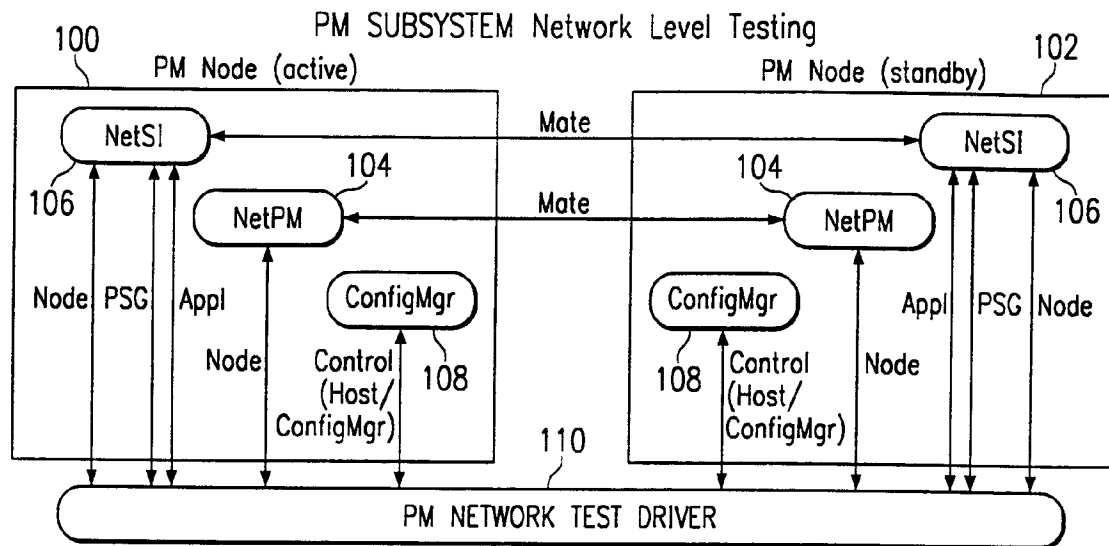 PM SUBSYSTEM Network Level Testing
100
PM Node (active)
102
PM Node (standby)
NetSI
Mate
NetSI
106
104
104
106
NetPM
Mate
NetPM
ConfigMgr
ConfigMgr
Node
PSG
Appl
Appl
PSG
Node
Node
Control
(Host/
ConfigMgr)
108
108
Control
(Host/
ConfigMgr)
Node
110
PM NETWORK TEST DRIVER